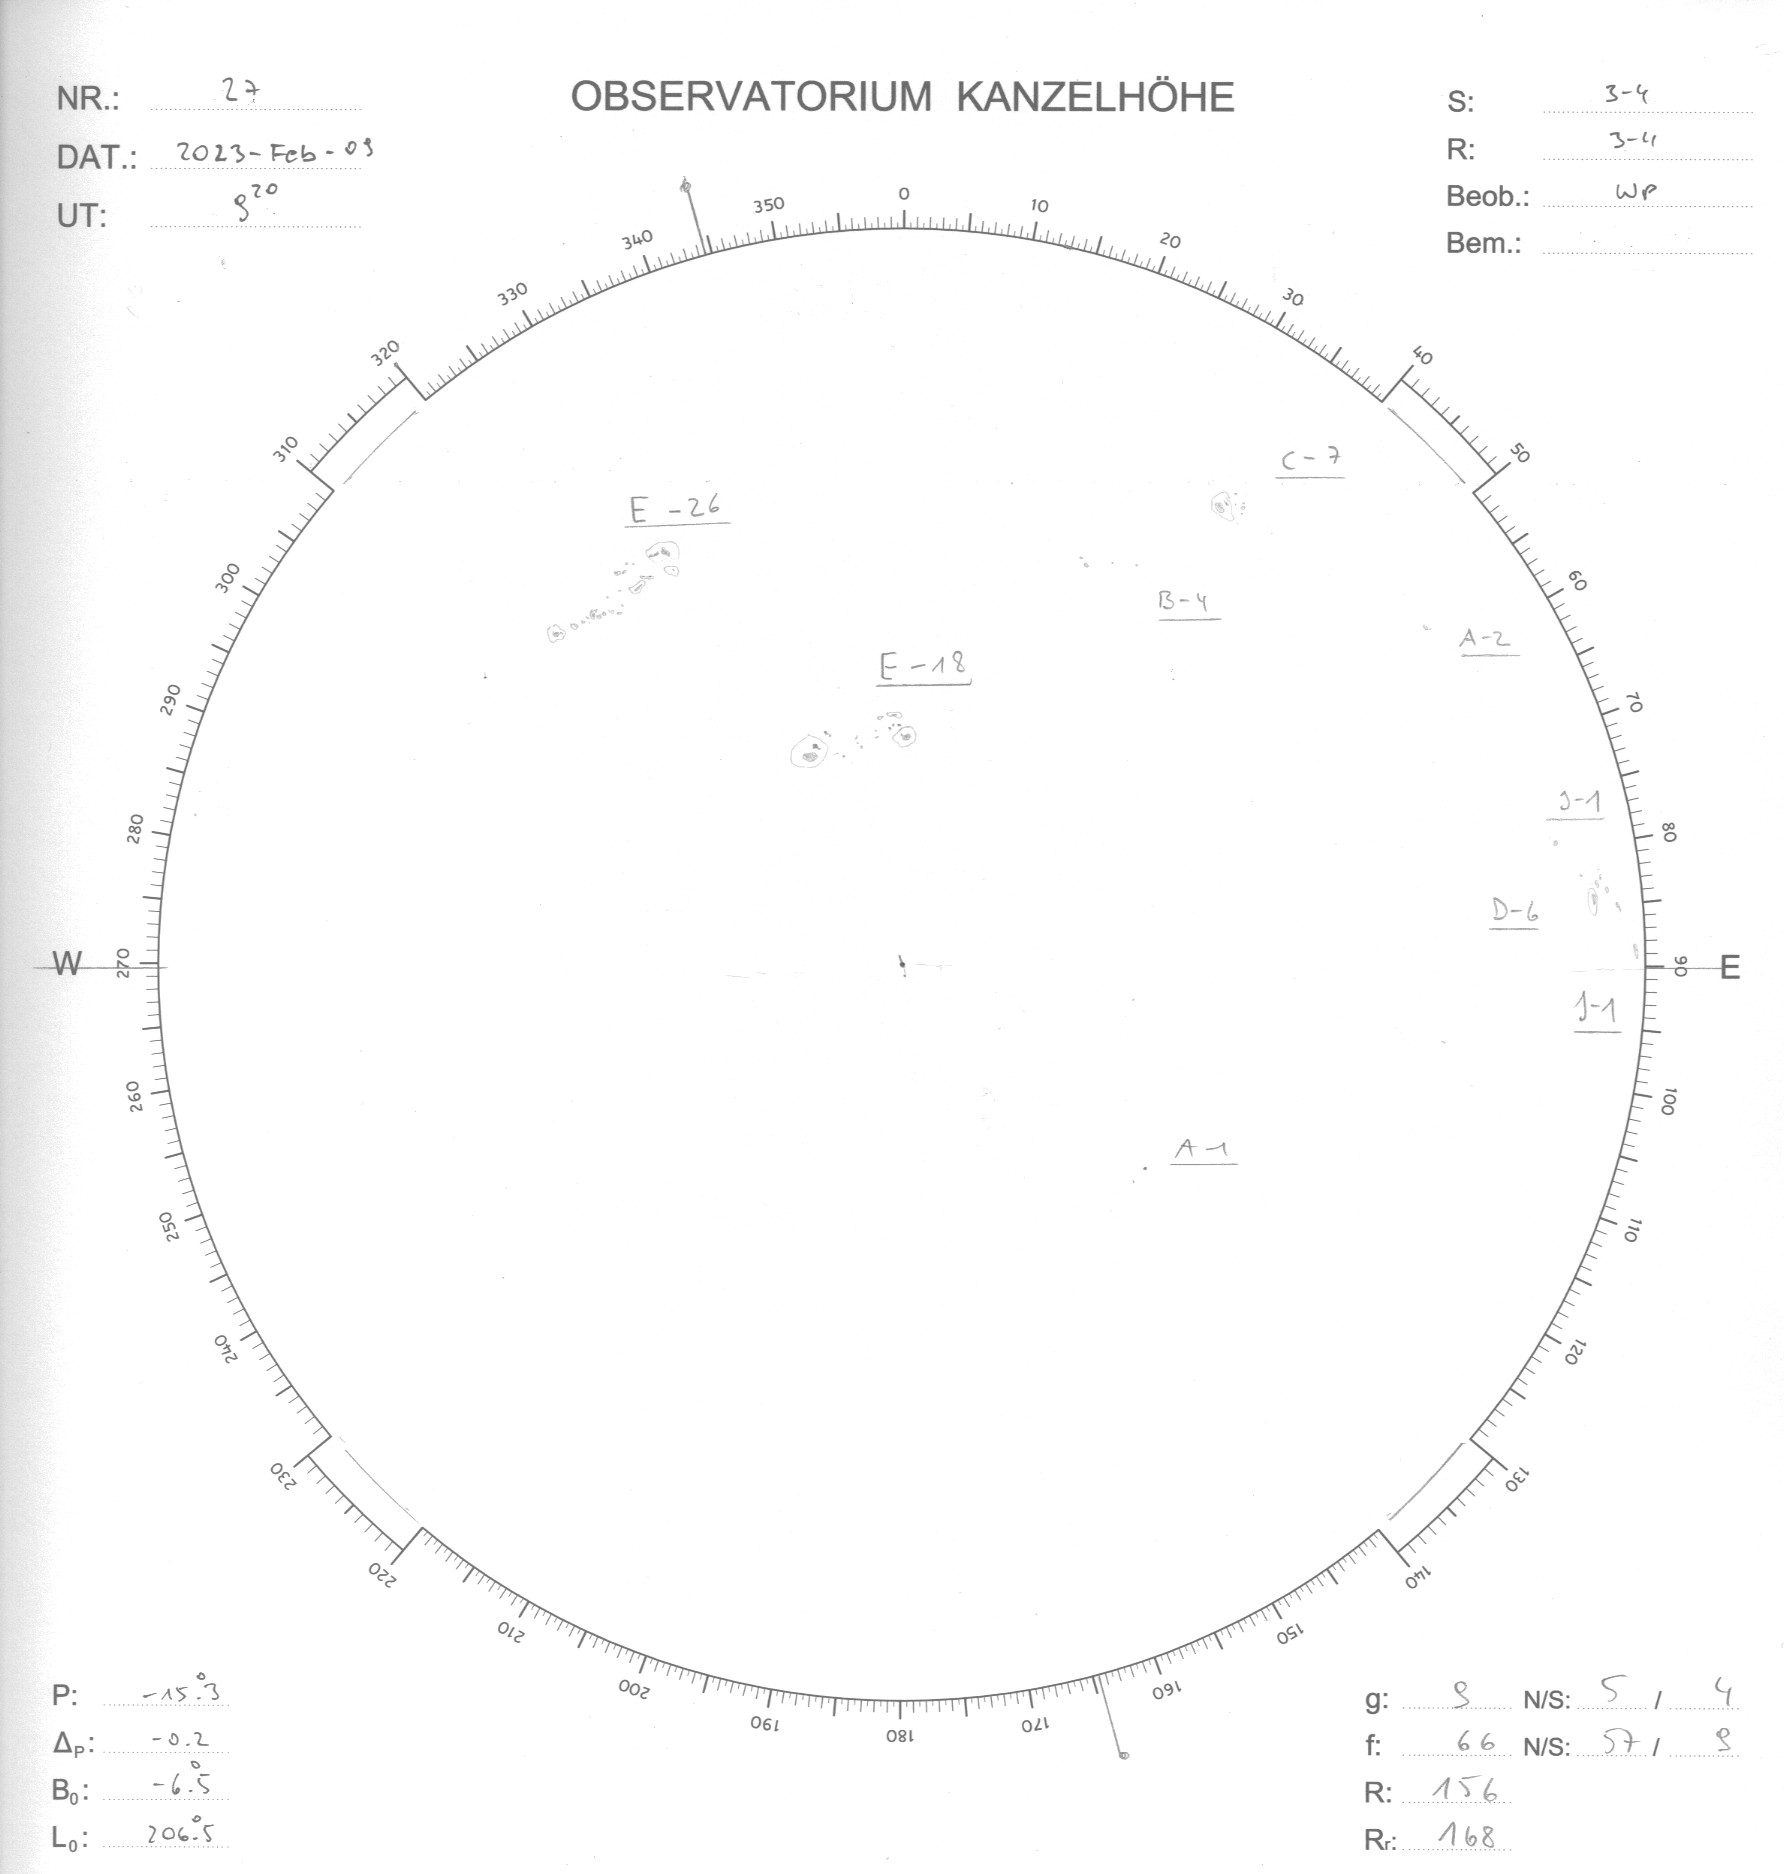 OBSERVATORIUM KANZELHÖHE
NR.: 27
DAT.: 2023-Feb-09
UT: 9²⁰
S: 3-4
R: 3-4
Beob.: WP
Bem.:
0
350
10
340
20
330
30
320
40
310
50
C-7
E-26
300
60
B-4
A-2
E-18
290
70
J-1
280
80
D-6
W
270
90
E
J-1
260
100
A-1
250
110
240
120
230
130
220
140
210
150
200
160
190
170
180
P: -15.°3
ΔP: -0.2
B₀: -6.°5
L₀: 206.°5
g: 9 N/S: 5 / 4
f: 66 N/S: 57 / 9
R: 156
Rr: 168